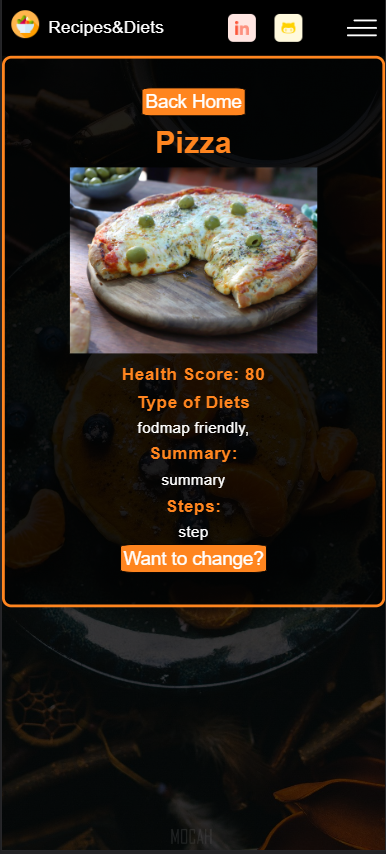 Recipes&Diets
in
Back Home
Pizza
Health Score: 80
Type of Diets
fodmap friendly,
Summary:
summary
Steps:
step
Want to change?
MOCAH